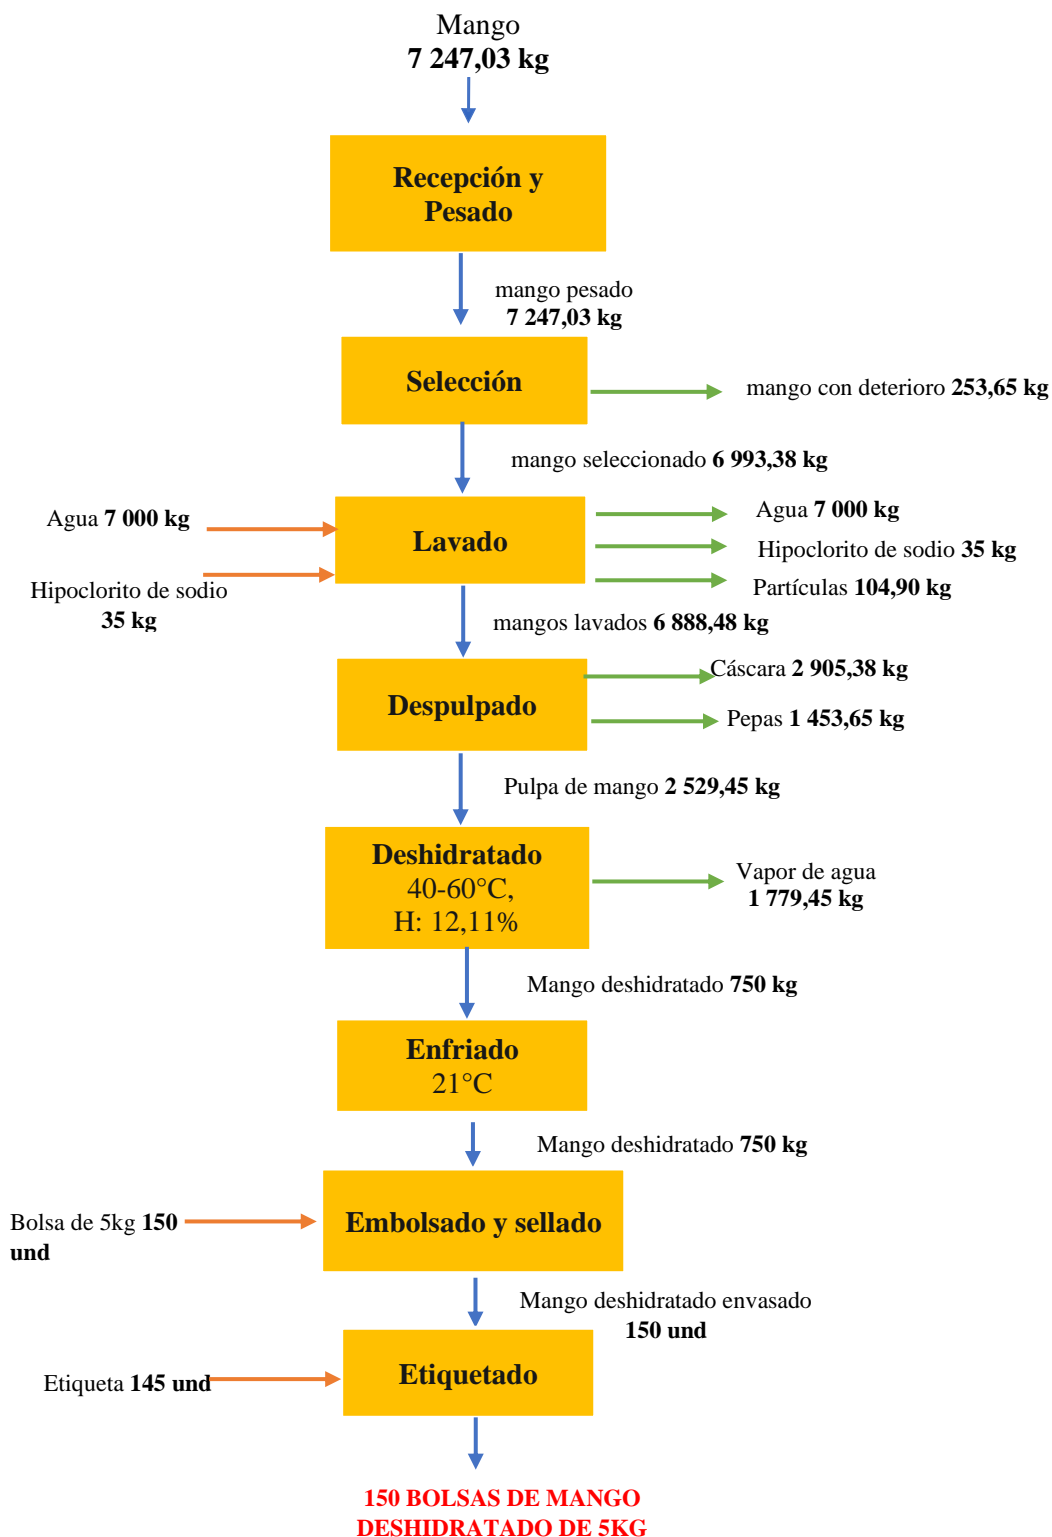 Mango
7 247,03 kg
Recepción y
Pesado
mango pesado
7 247,03 kg
Selección
mango con deterioro 253,65 kg
mango seleccionado 6 993,38 kg
Agua 7 000 kg
Hipoclorito de sodio
35 kg
Lavado
Agua 7 000 kg
Hipoclorito de sodio 35 kg
Partículas 104,90 kg
mangos lavados 6 888,48 kg
Despulpado
Cáscara 2 905,38 kg
Pepas 1 453,65 kg
Pulpa de mango 2 529,45 kg
Deshidratado
40-60°C,
H: 12,11%
Vapor de agua
1 779,45 kg
Mango deshidratado 750 kg
Enfriado
21°C
Mango deshidratado 750 kg
Bolsa de 5kg 150
und
Embolsado y sellado
Mango deshidratado envasado
150 und
Etiqueta 145 und
Etiquetado
150 BOLSAS DE MANGO
DESHIDRATADO DE 5KG